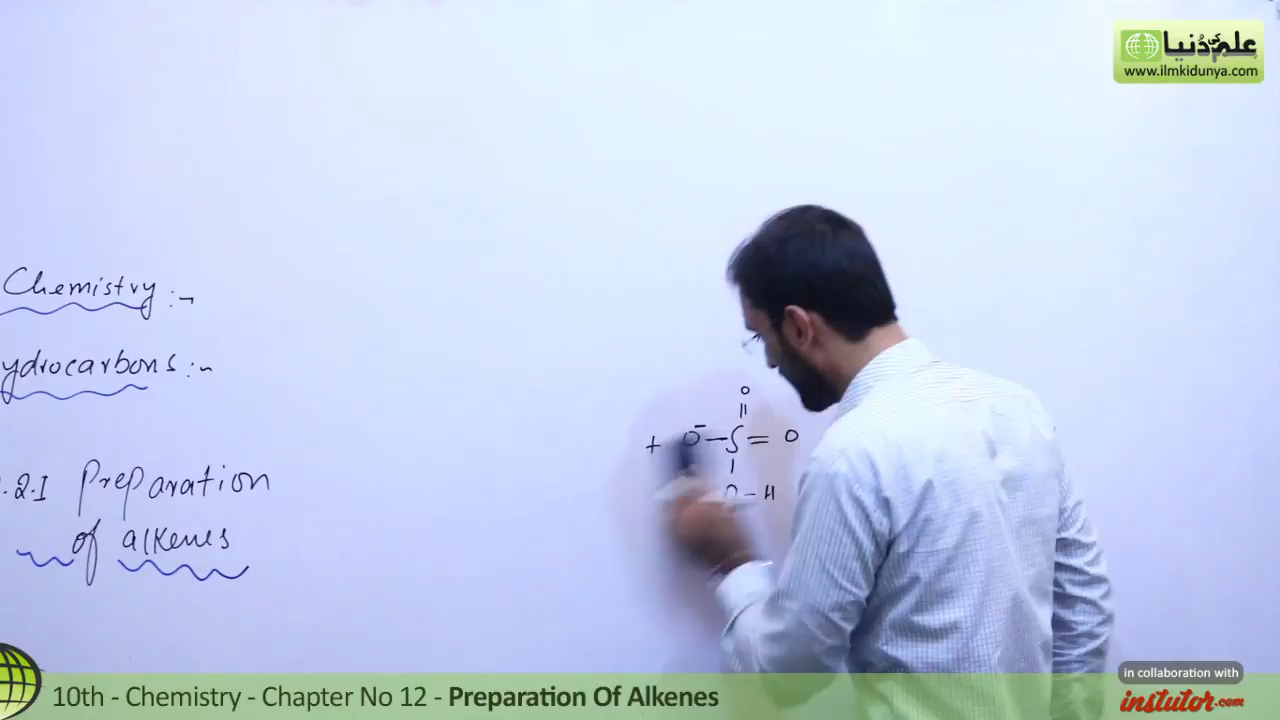 علم کی دنیا
www.ilmkidunya.com
Chemistry :-
ydrocarbons :-
.2.I Preparation
of alkenes
O
||
+ O⁻ — S = O
|
O - H
in collaboration with
instutor.com
10th - Chemistry - Chapter No 12 - Preparation Of Alkenes